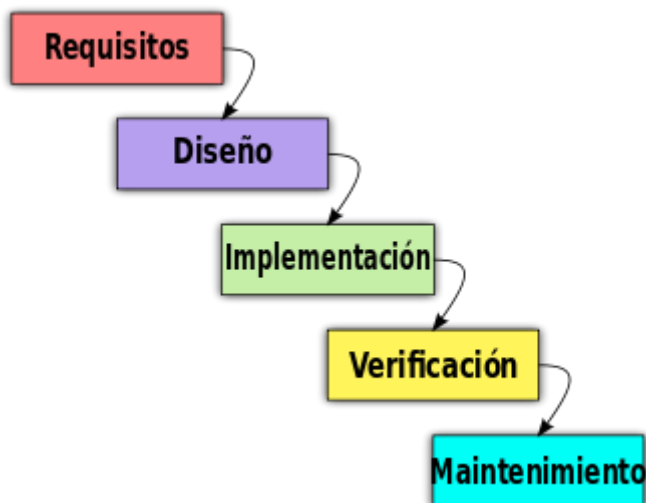 Requisitos
Diseño
Implementación
Verificación
Maintenimiento